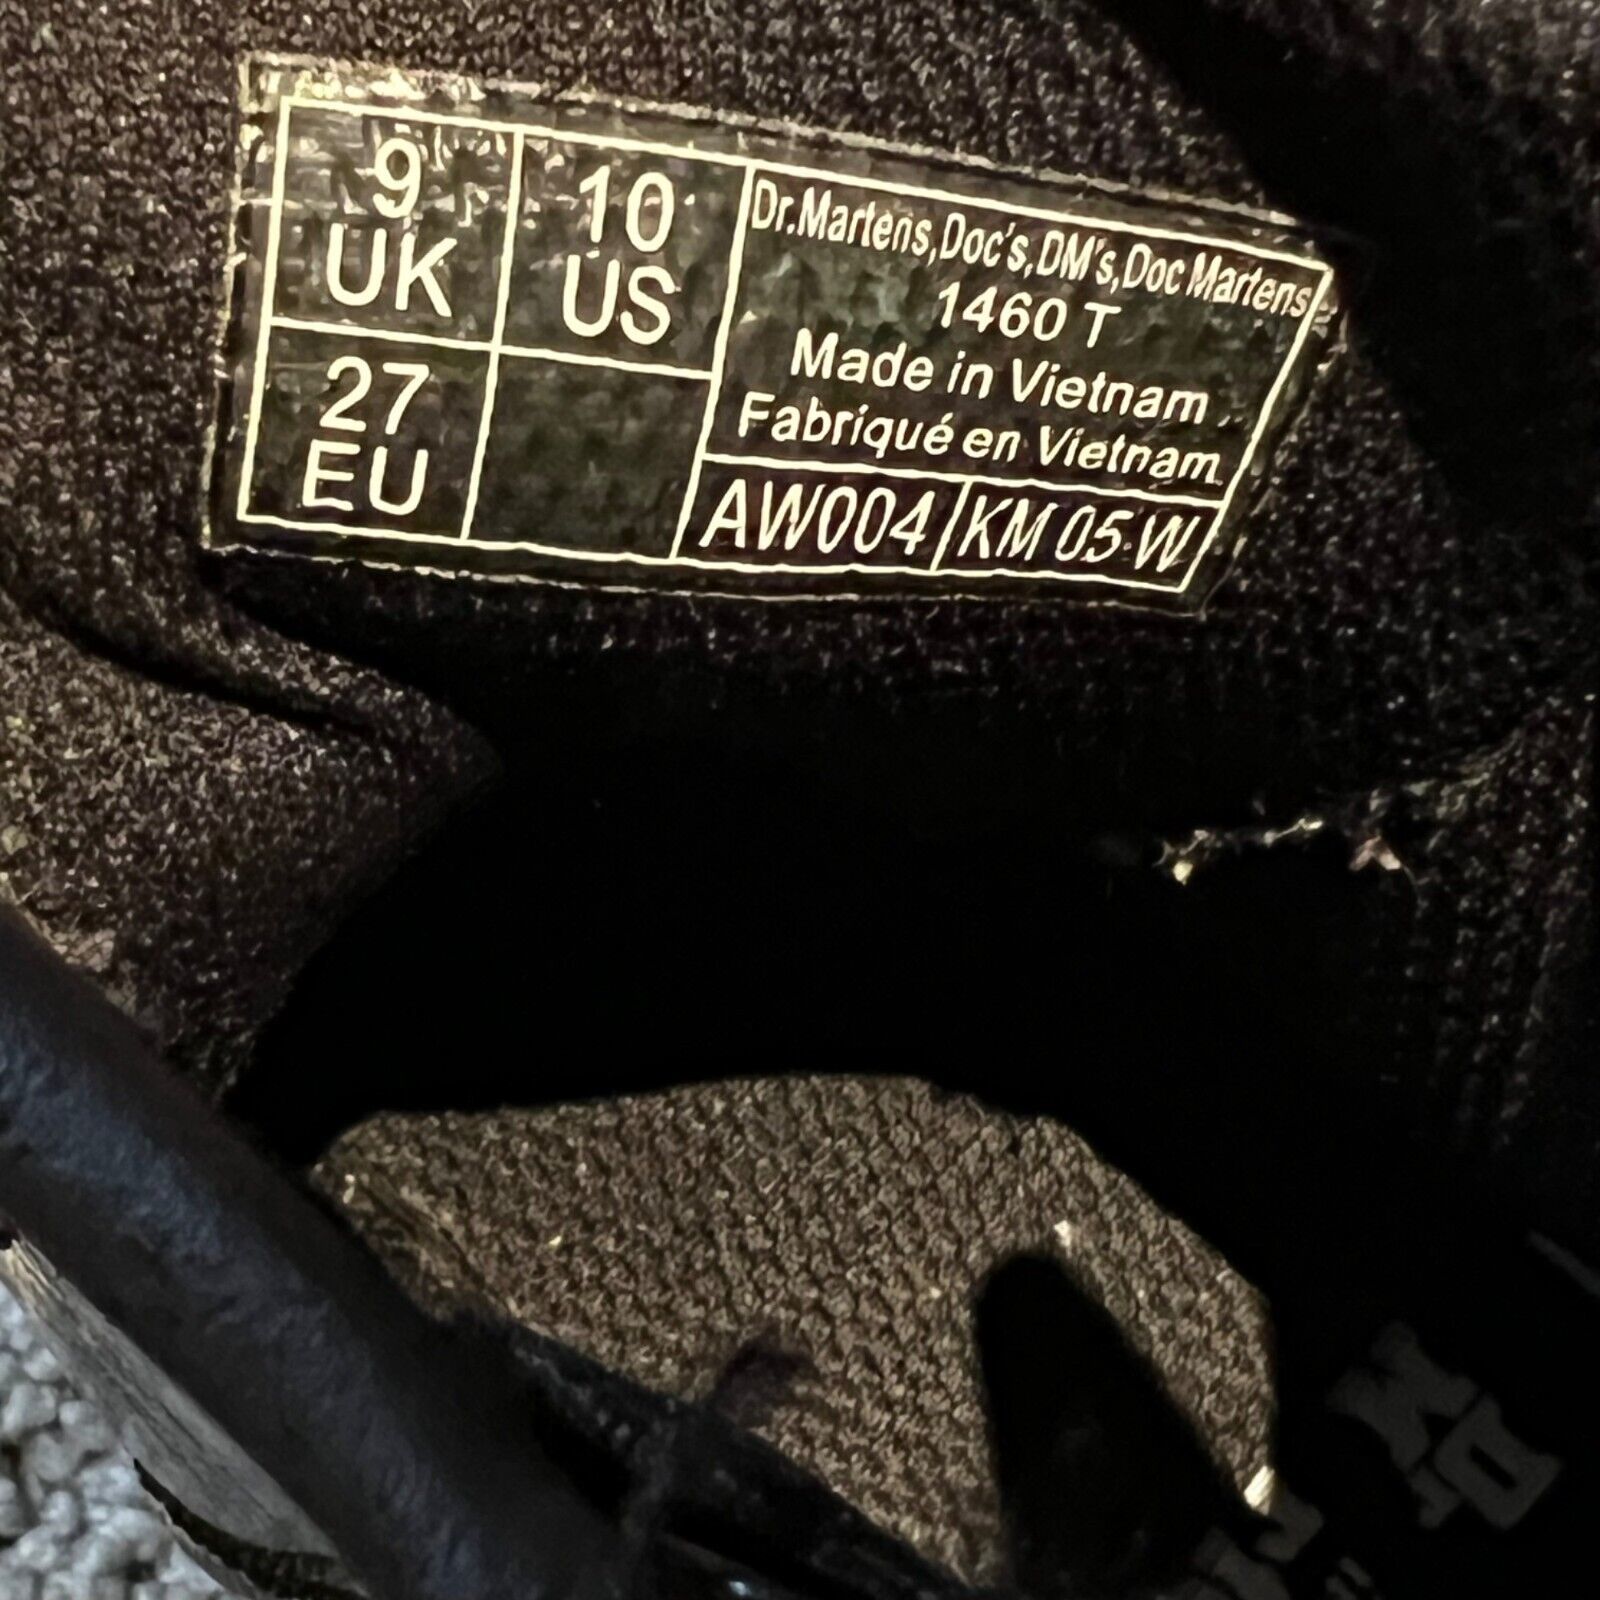 9
UK
10
US
27
EU
Dr.Martens,Doc's,DM's,Doc Martens
1460 T
Made in Vietnam
Fabriqué en Vietnam
AW004
KM 05 W